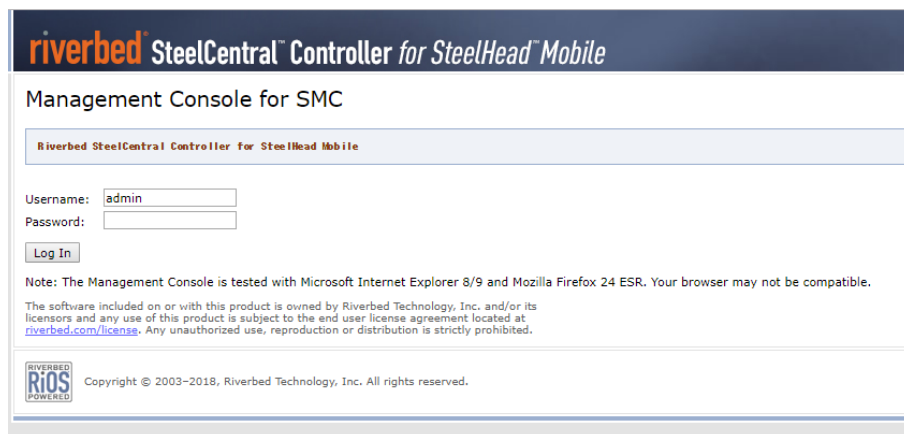 riverbed® SteelCentral™ Controller for SteelHead™ Mobile
Management Console for SMC
Riverbed SteelCentral Controller for SteelHead Mobile
Username: admin
Password:
Log In
Note: The Management Console is tested with Microsoft Internet Explorer 8/9 and Mozilla Firefox 24 ESR. Your browser may not be compatible.
The software included on or with this product is owned by Riverbed Technology, Inc. and/or its
licensors and any use of this product is subject to the end user license agreement located at
riverbed.com/license. Any unauthorized use, reproduction or distribution is strictly prohibited.
RIVERBED
RiOS
POWERED
Copyright © 2003–2018, Riverbed Technology, Inc. All rights reserved.